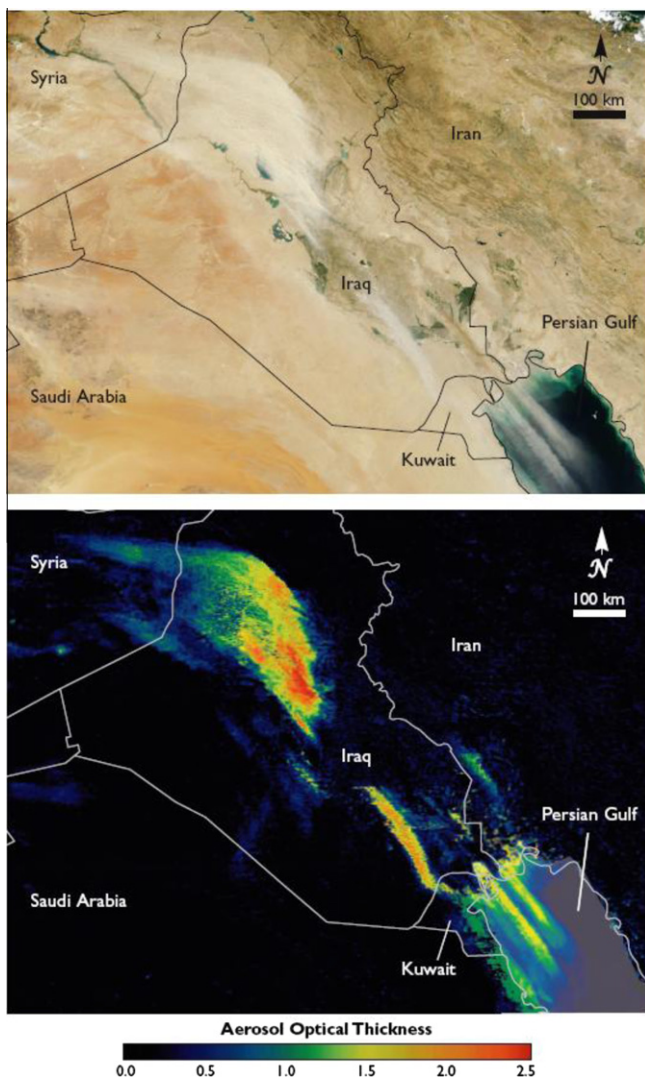 Syria
N
100 km
Iran
Iraq
Persian Gulf
Saudi Arabia
Kuwait
Syria
N
100 km
Iran
Iraq
Persian Gulf
Saudi Arabia
Kuwait
Aerosol Optical Thickness
0.0 0.5 1.0 1.5 2.0 2.5